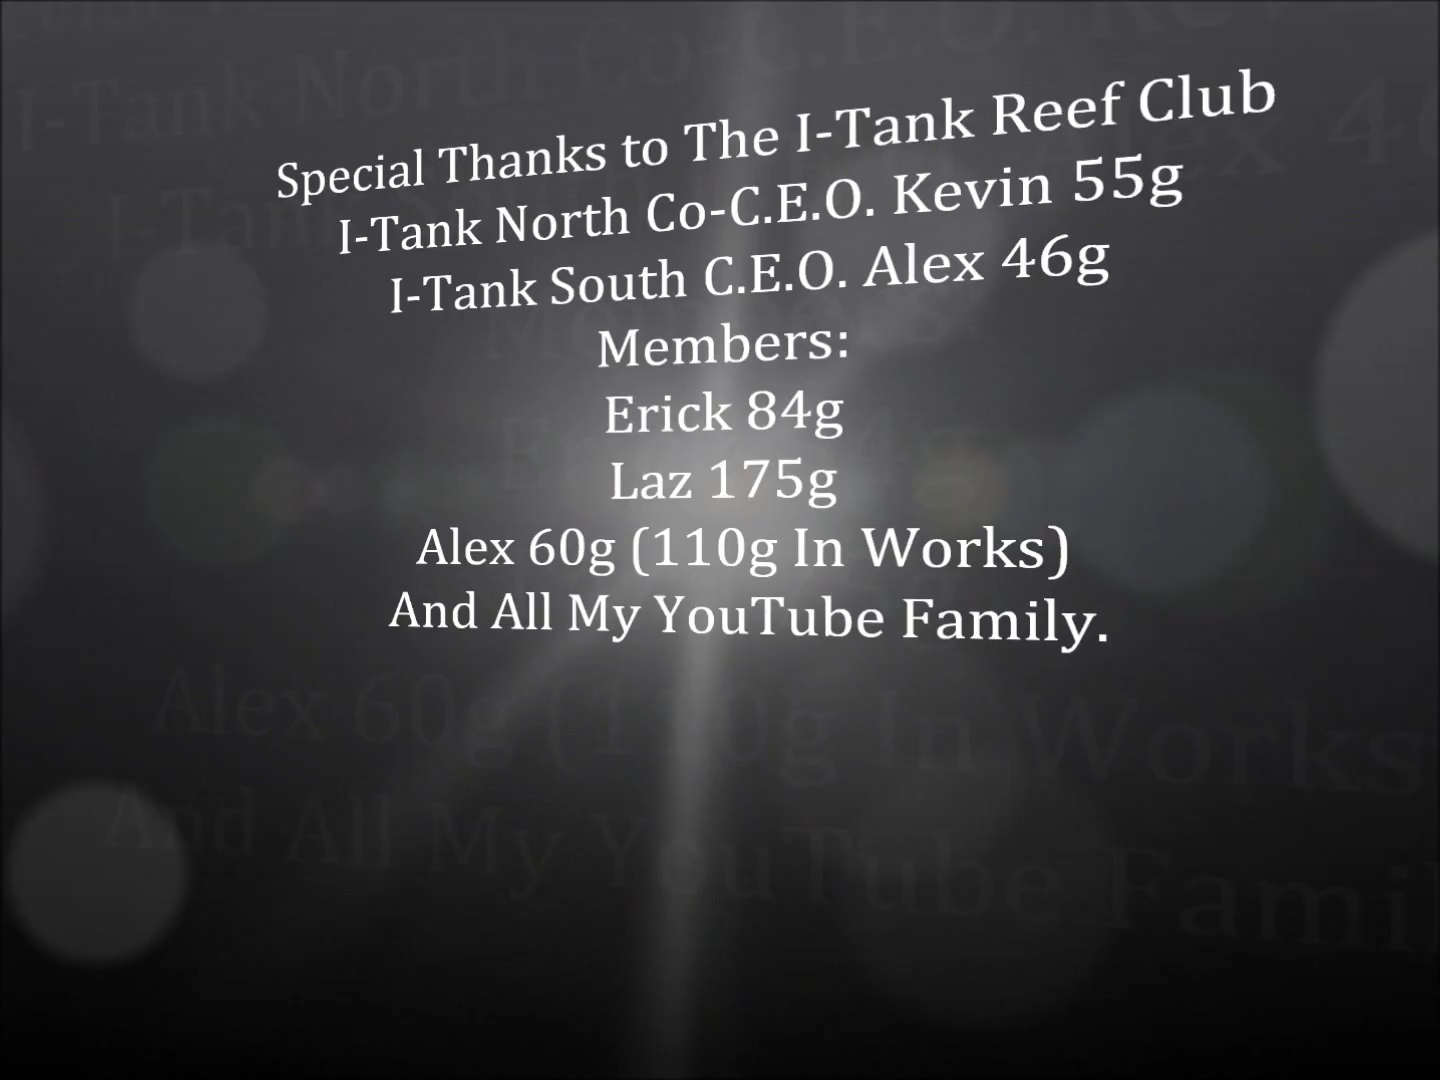 Special Thanks to The I-Tank Reef Club
I-Tank North Co-C.E.O. Kevin 55g
I-Tank South C.E.O. Alex 46g
Members:
Erick 84g
Laz 175g
Alex 60g (110g In Works)
And All My YouTube Family.